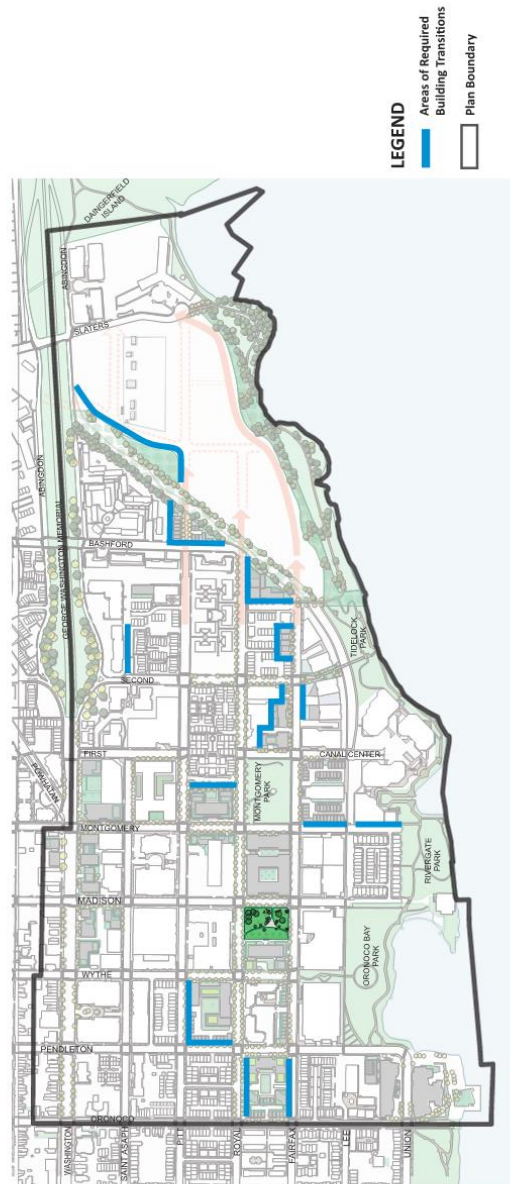 LEGEND
Areas of Required
Building Transitions
Plan Boundary
DAINGERFIELD
ISLAND
ABINGDON
SLATERS
ABINGDON
GEORGE WASHINGTON MEMORIAL
BASHFORD
SECOND
TIDELOCK
PARK
FIRST
CANAL CENTER
POWHATAN
MONTGOMERY
PARK
MONTGOMERY
RIVERGATE
PARK
MADISON
ORONOCO BAY
PARK
WYTHE
PENDLETON
ORONOCO
WASHINGTON
SAINT ASAPH
PITT
ROYAL
FAIRFAX
LEE
UNION